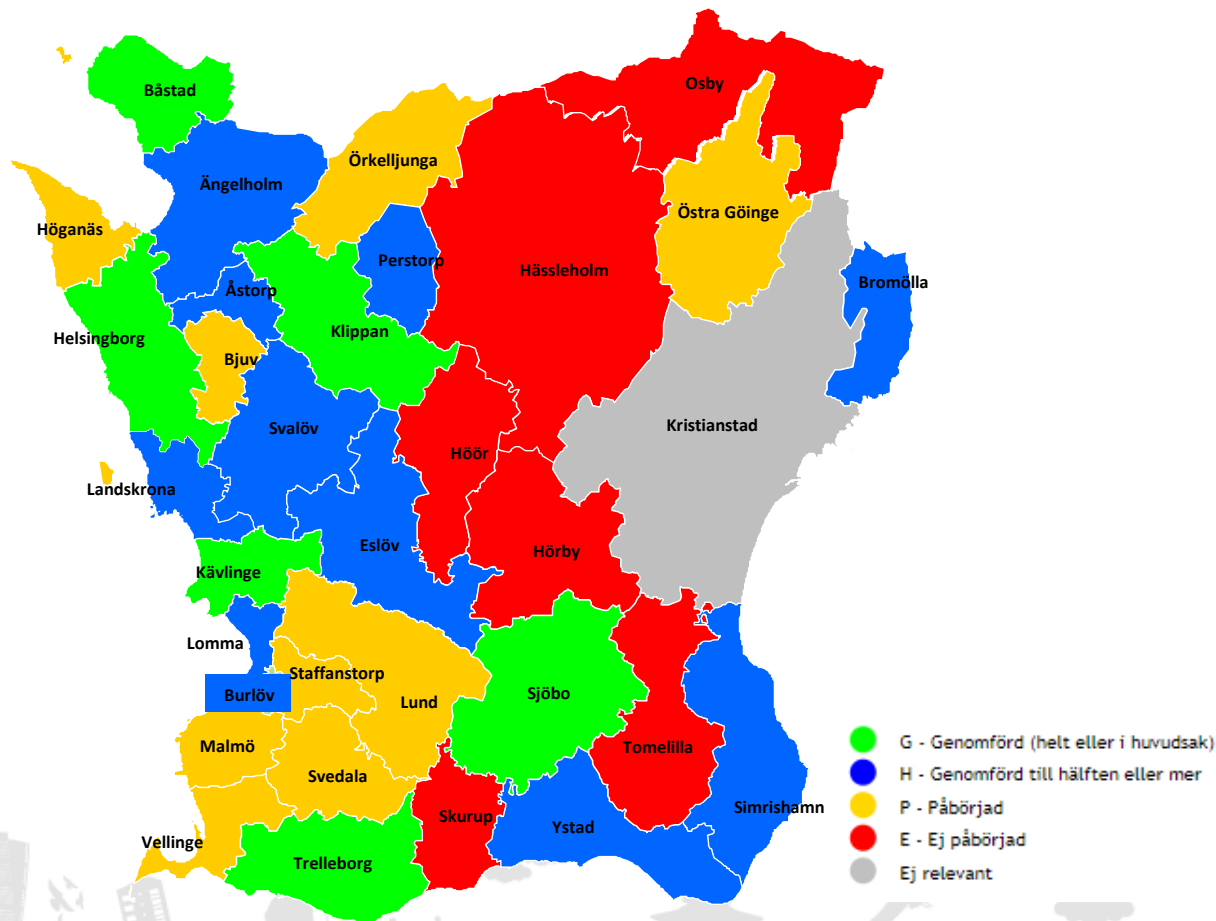 Båstad
Osby
Örkelljunga
Ängelholm
Östra Göinge
Höganäs
Perstorp
Hässleholm
Bromölla
Åstorp
Helsingborg
Klippan
Bjuv
Kristianstad
Svalöv
Höör
Landskrona
Eslöv
Hörby
Kävlinge
Lomma
Staffanstorp
Burlöv
Lund
Sjöbo
Malmö
Tomelilla
Svedala
Simrishamn
Skurup
Ystad
Vellinge
Trelleborg
G - Genomförd (helt eller i huvudsak)
H - Genomförd till hälften eller mer
P - Påbörjad
E - Ej påbörjad
Ej relevant